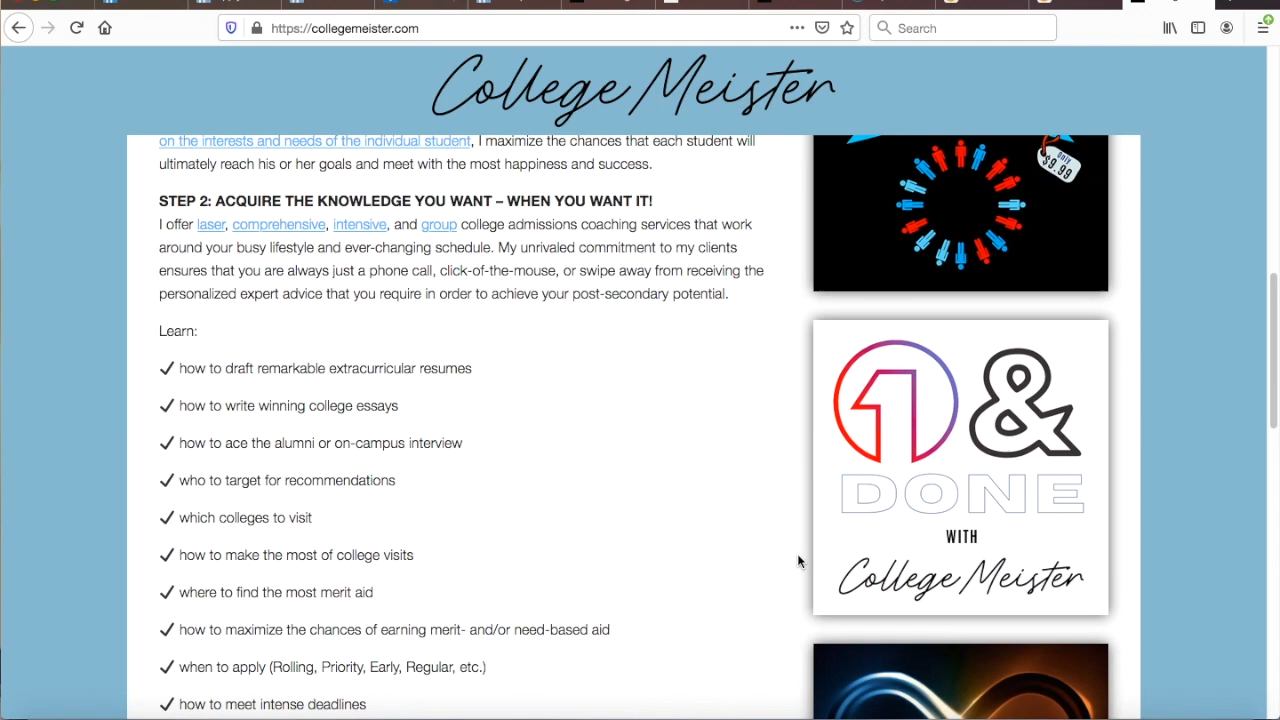 https://collegemeister.com
Search
College Meister
on the interests and needs of the individual student, I maximize the chances that each student will
ultimately reach his or her goals and meet with the most happiness and success.
STEP 2: ACQUIRE THE KNOWLEDGE YOU WANT – WHEN YOU WANT IT!
I offer laser, comprehensive, intensive, and group college admissions coaching services that work
around your busy lifestyle and ever-changing schedule. My unrivaled commitment to my clients
ensures that you are always just a phone call, click-of-the-mouse, or swipe away from receiving the
personalized expert advice that you require in order to achieve your post-secondary potential.
Learn:
✓ how to draft remarkable extracurricular resumes
✓ how to write winning college essays
✓ how to ace the alumni or on-campus interview
✓ who to target for recommendations
✓ which colleges to visit
✓ how to make the most of college visits
✓ where to find the most merit aid
✓ how to maximize the chances of earning merit- and/or need-based aid
✓ when to apply (Rolling, Priority, Early, Regular, etc.)
✓ how to meet intense deadlines
only
$9.99
1 &
DONE
WITH
College Meister